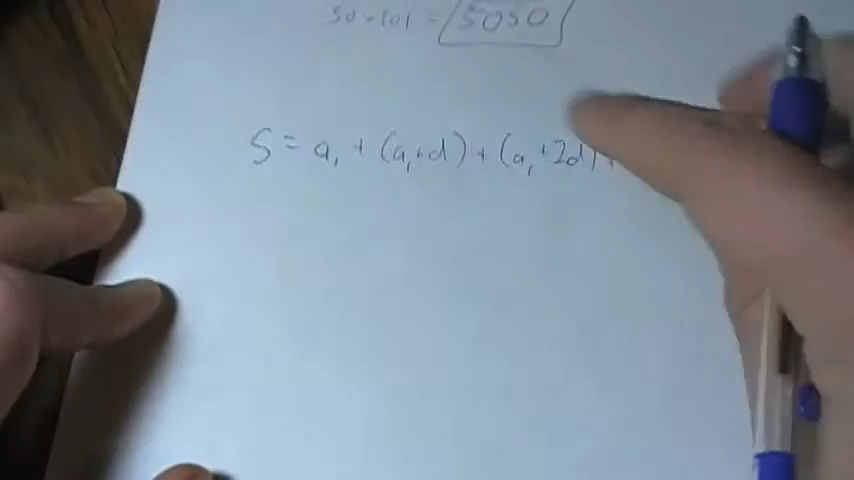 50×101 = 5050
S = a₁ + (a₁+d) + (a₁+2d) +